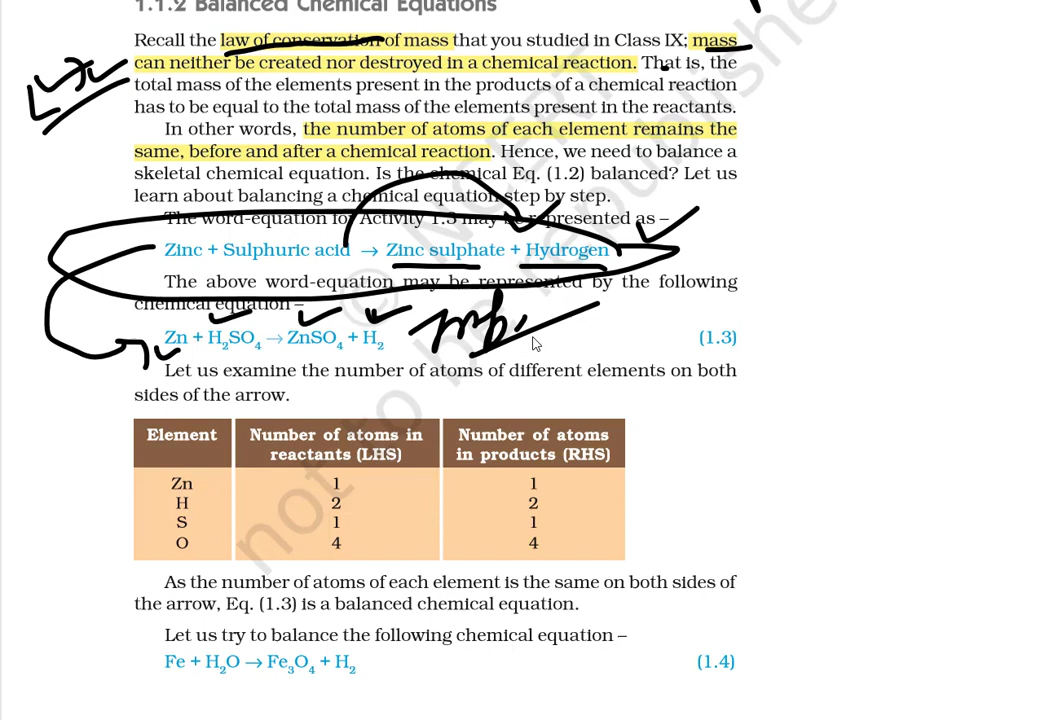 1.1.2 Balanced Chemical Equations
Recall the law of conservation of mass that you studied in Class IX; mass
can neither be created nor destroyed in a chemical reaction. That is, the
total mass of the elements present in the products of a chemical reaction
has to be equal to the total mass of the elements present in the reactants.
In other words, the number of atoms of each element remains the
same, before and after a chemical reaction. Hence, we need to balance a
skeletal chemical equation. Is the chemical Eq. (1.2) balanced? Let us
learn about balancing a chemical equation step by step.
The word-equation for Activity 1.3 may be represented as –
Zinc + Sulphuric acid → Zinc sulphate + Hydrogen
The above word-equation may be represented by the following
chemical equation –
Zn + H₂SO₄ → ZnSO₄ + H₂ (1.3)
Let us examine the number of atoms of different elements on both
sides of the arrow.
Element Number of atoms in reactants (LHS) Number of atoms in products (RHS)
Zn 1 1
H 2 2
S 1 1
O 4 4
As the number of atoms of each element is the same on both sides of
the arrow, Eq. (1.3) is a balanced chemical equation.
Let us try to balance the following chemical equation –
Fe + H₂O → Fe₃O₄ + H₂ (1.4)
© NCERT
not to be republishe